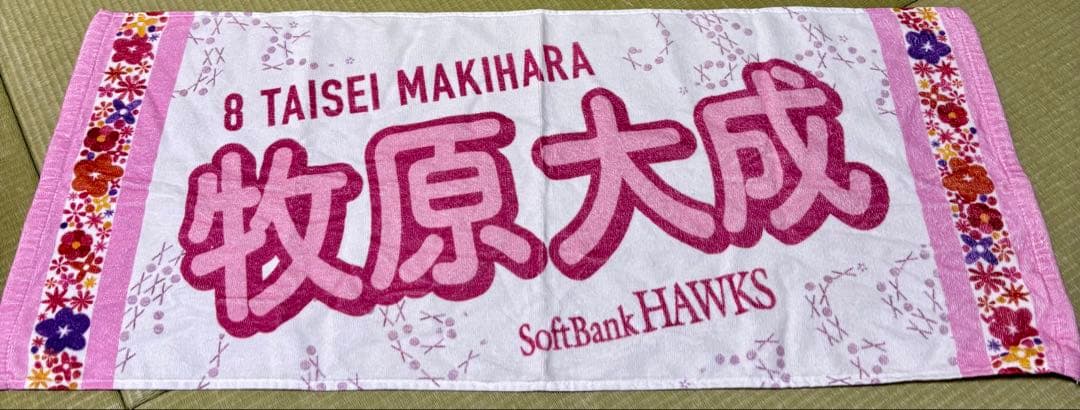 8 TAISEI MAKIHARA
牧原大成
SoftBank HAWKS